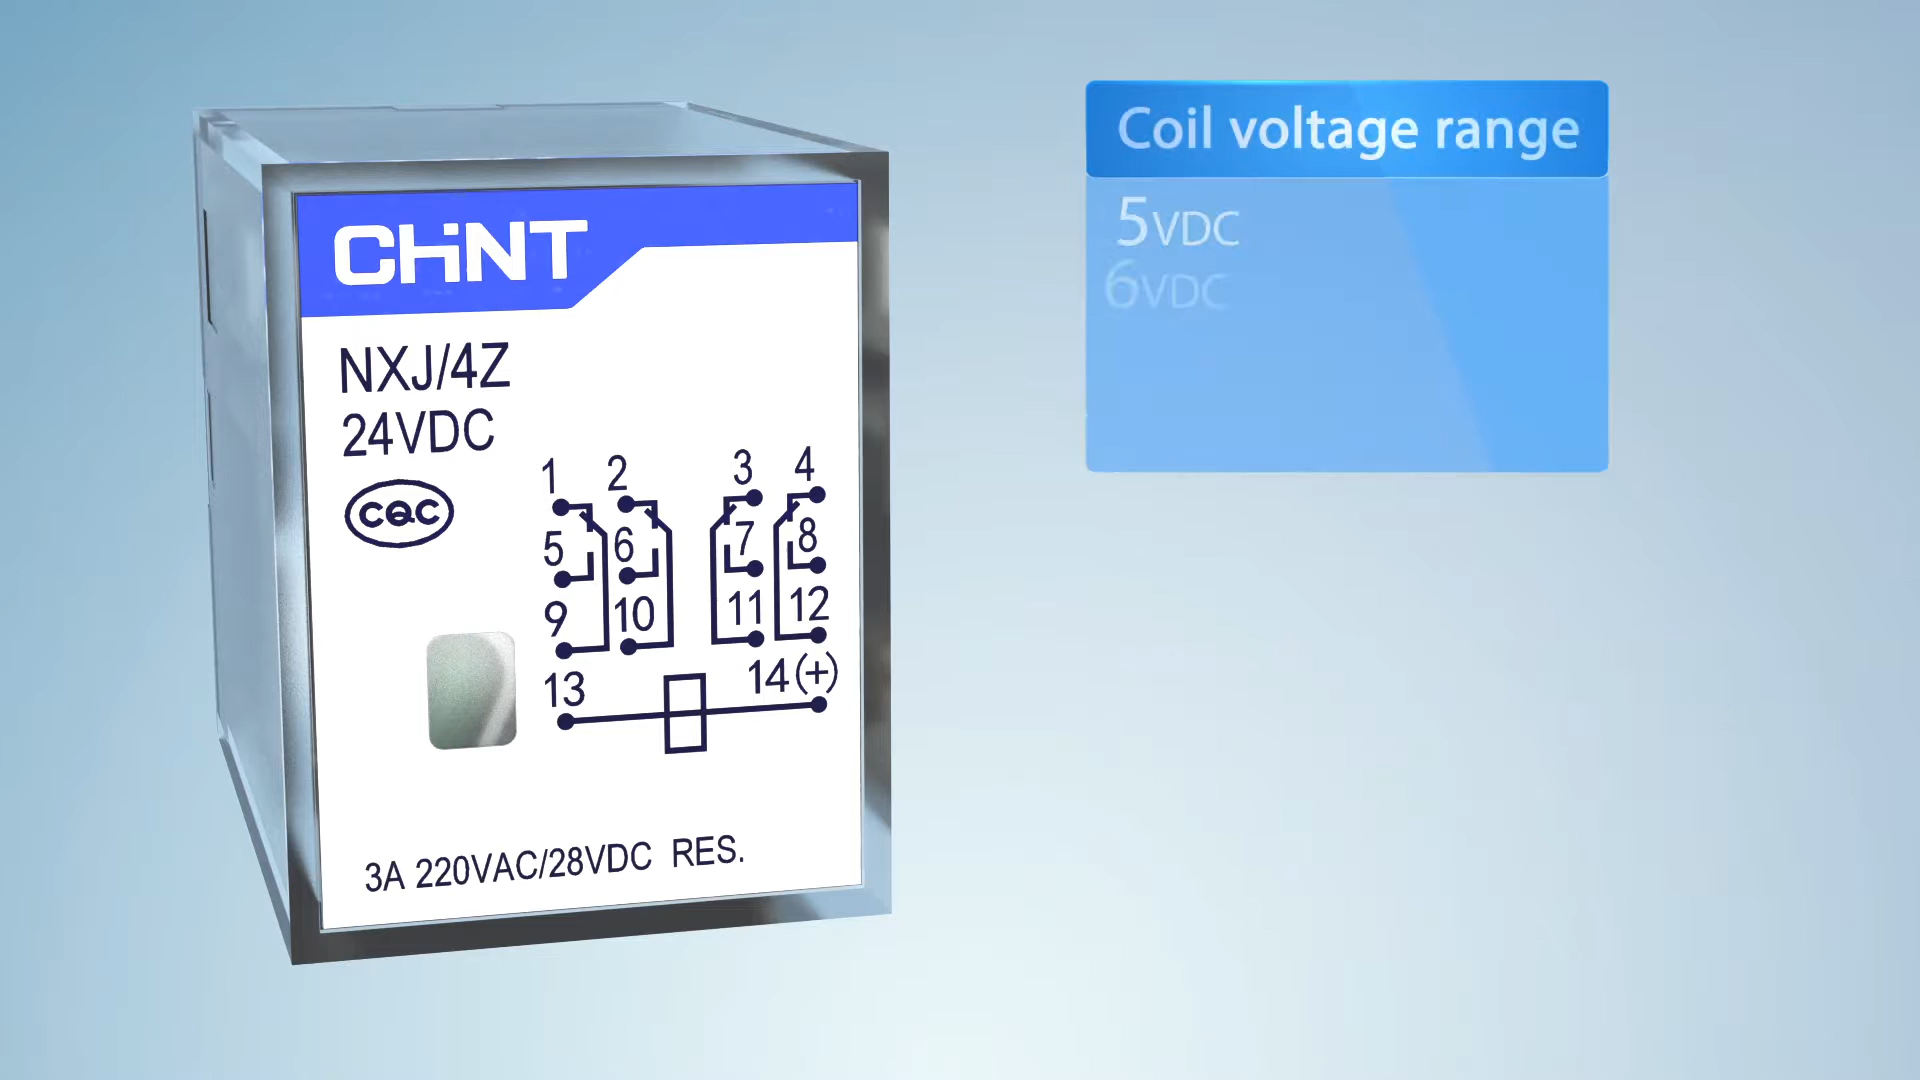 CHINT
NXJ/4Z
24VDC
CQC
1 2 3 4
5 6 7 8
9 10 11 12
13 14(+)
3A 220VAC/28VDC RES.
Coil voltage range
5VDC
6VDC